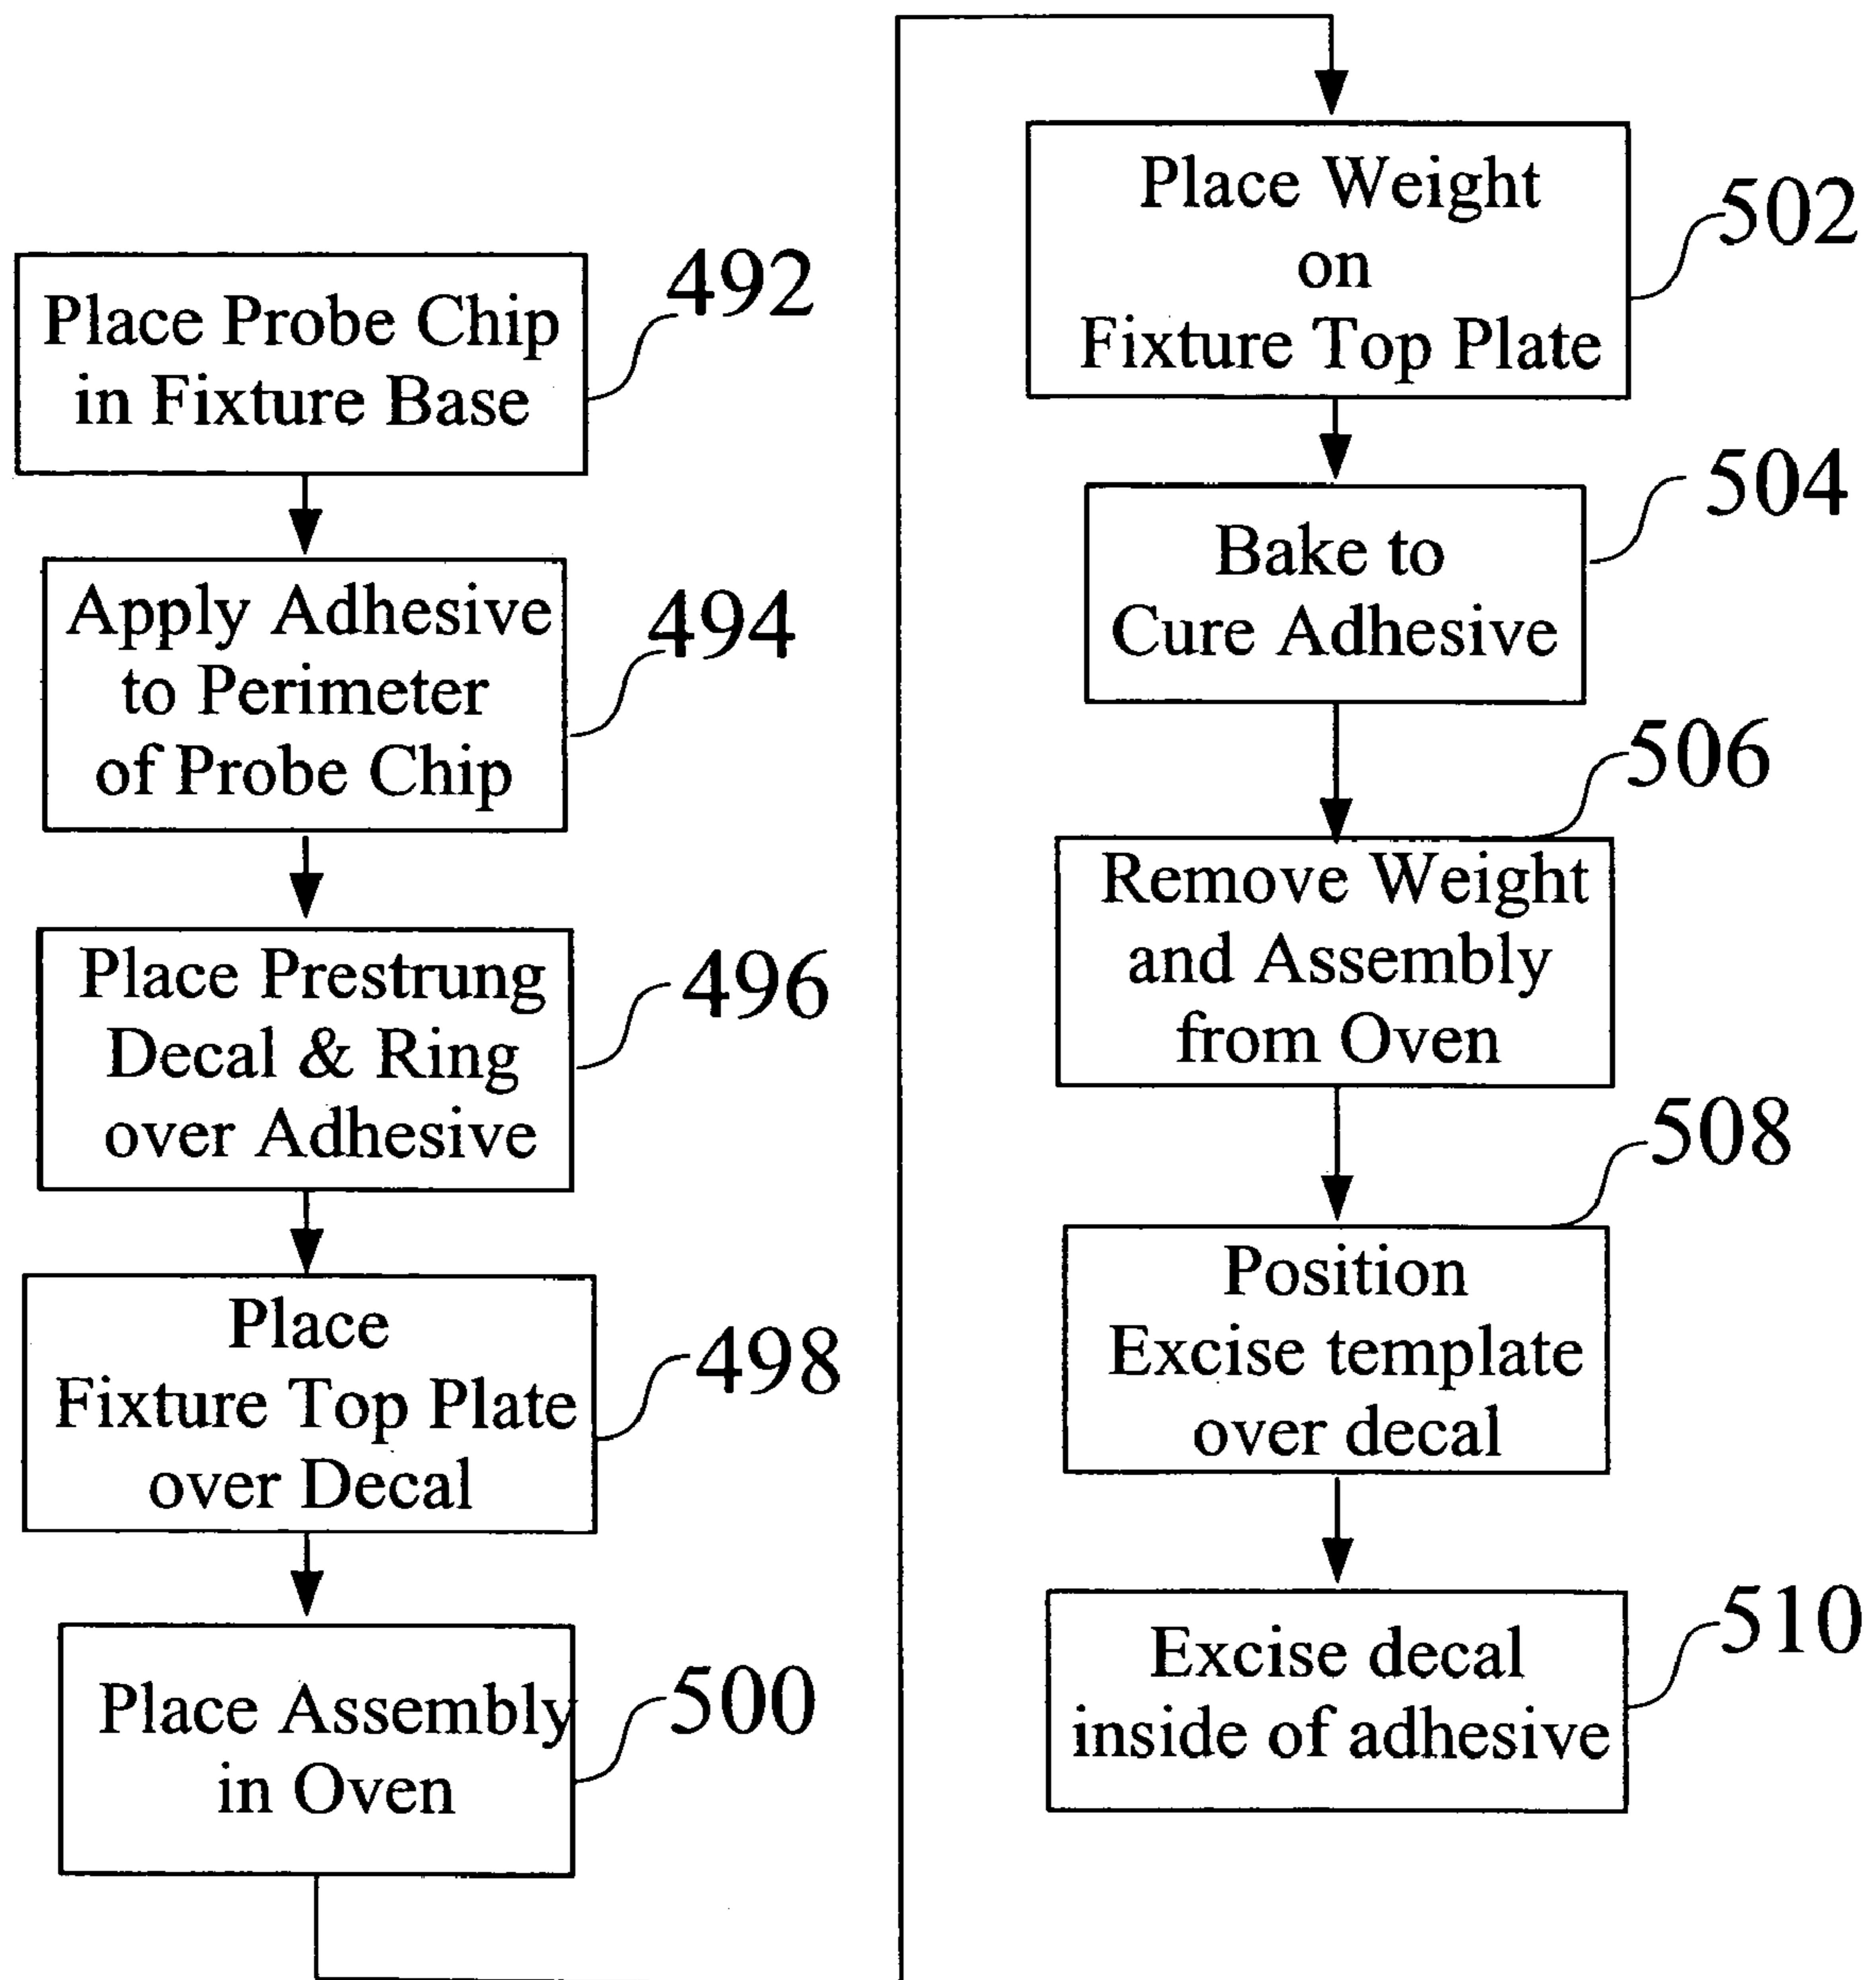 Place Probe Chip
in Fixture Base
492
Apply Adhesive
to Perimeter
of Probe Chip
494
Place Prestrung
Decal & Ring
over Adhesive
496
Place
Fixture Top Plate
over Decal
498
Place Assembly
in Oven
500
Place Weight
on
Fixture Top Plate
502
Bake to
Cure Adhesive
504
Remove Weight
and Assembly
from Oven
506
Position
Excise template
over decal
508
Excise decal
inside of adhesive
510